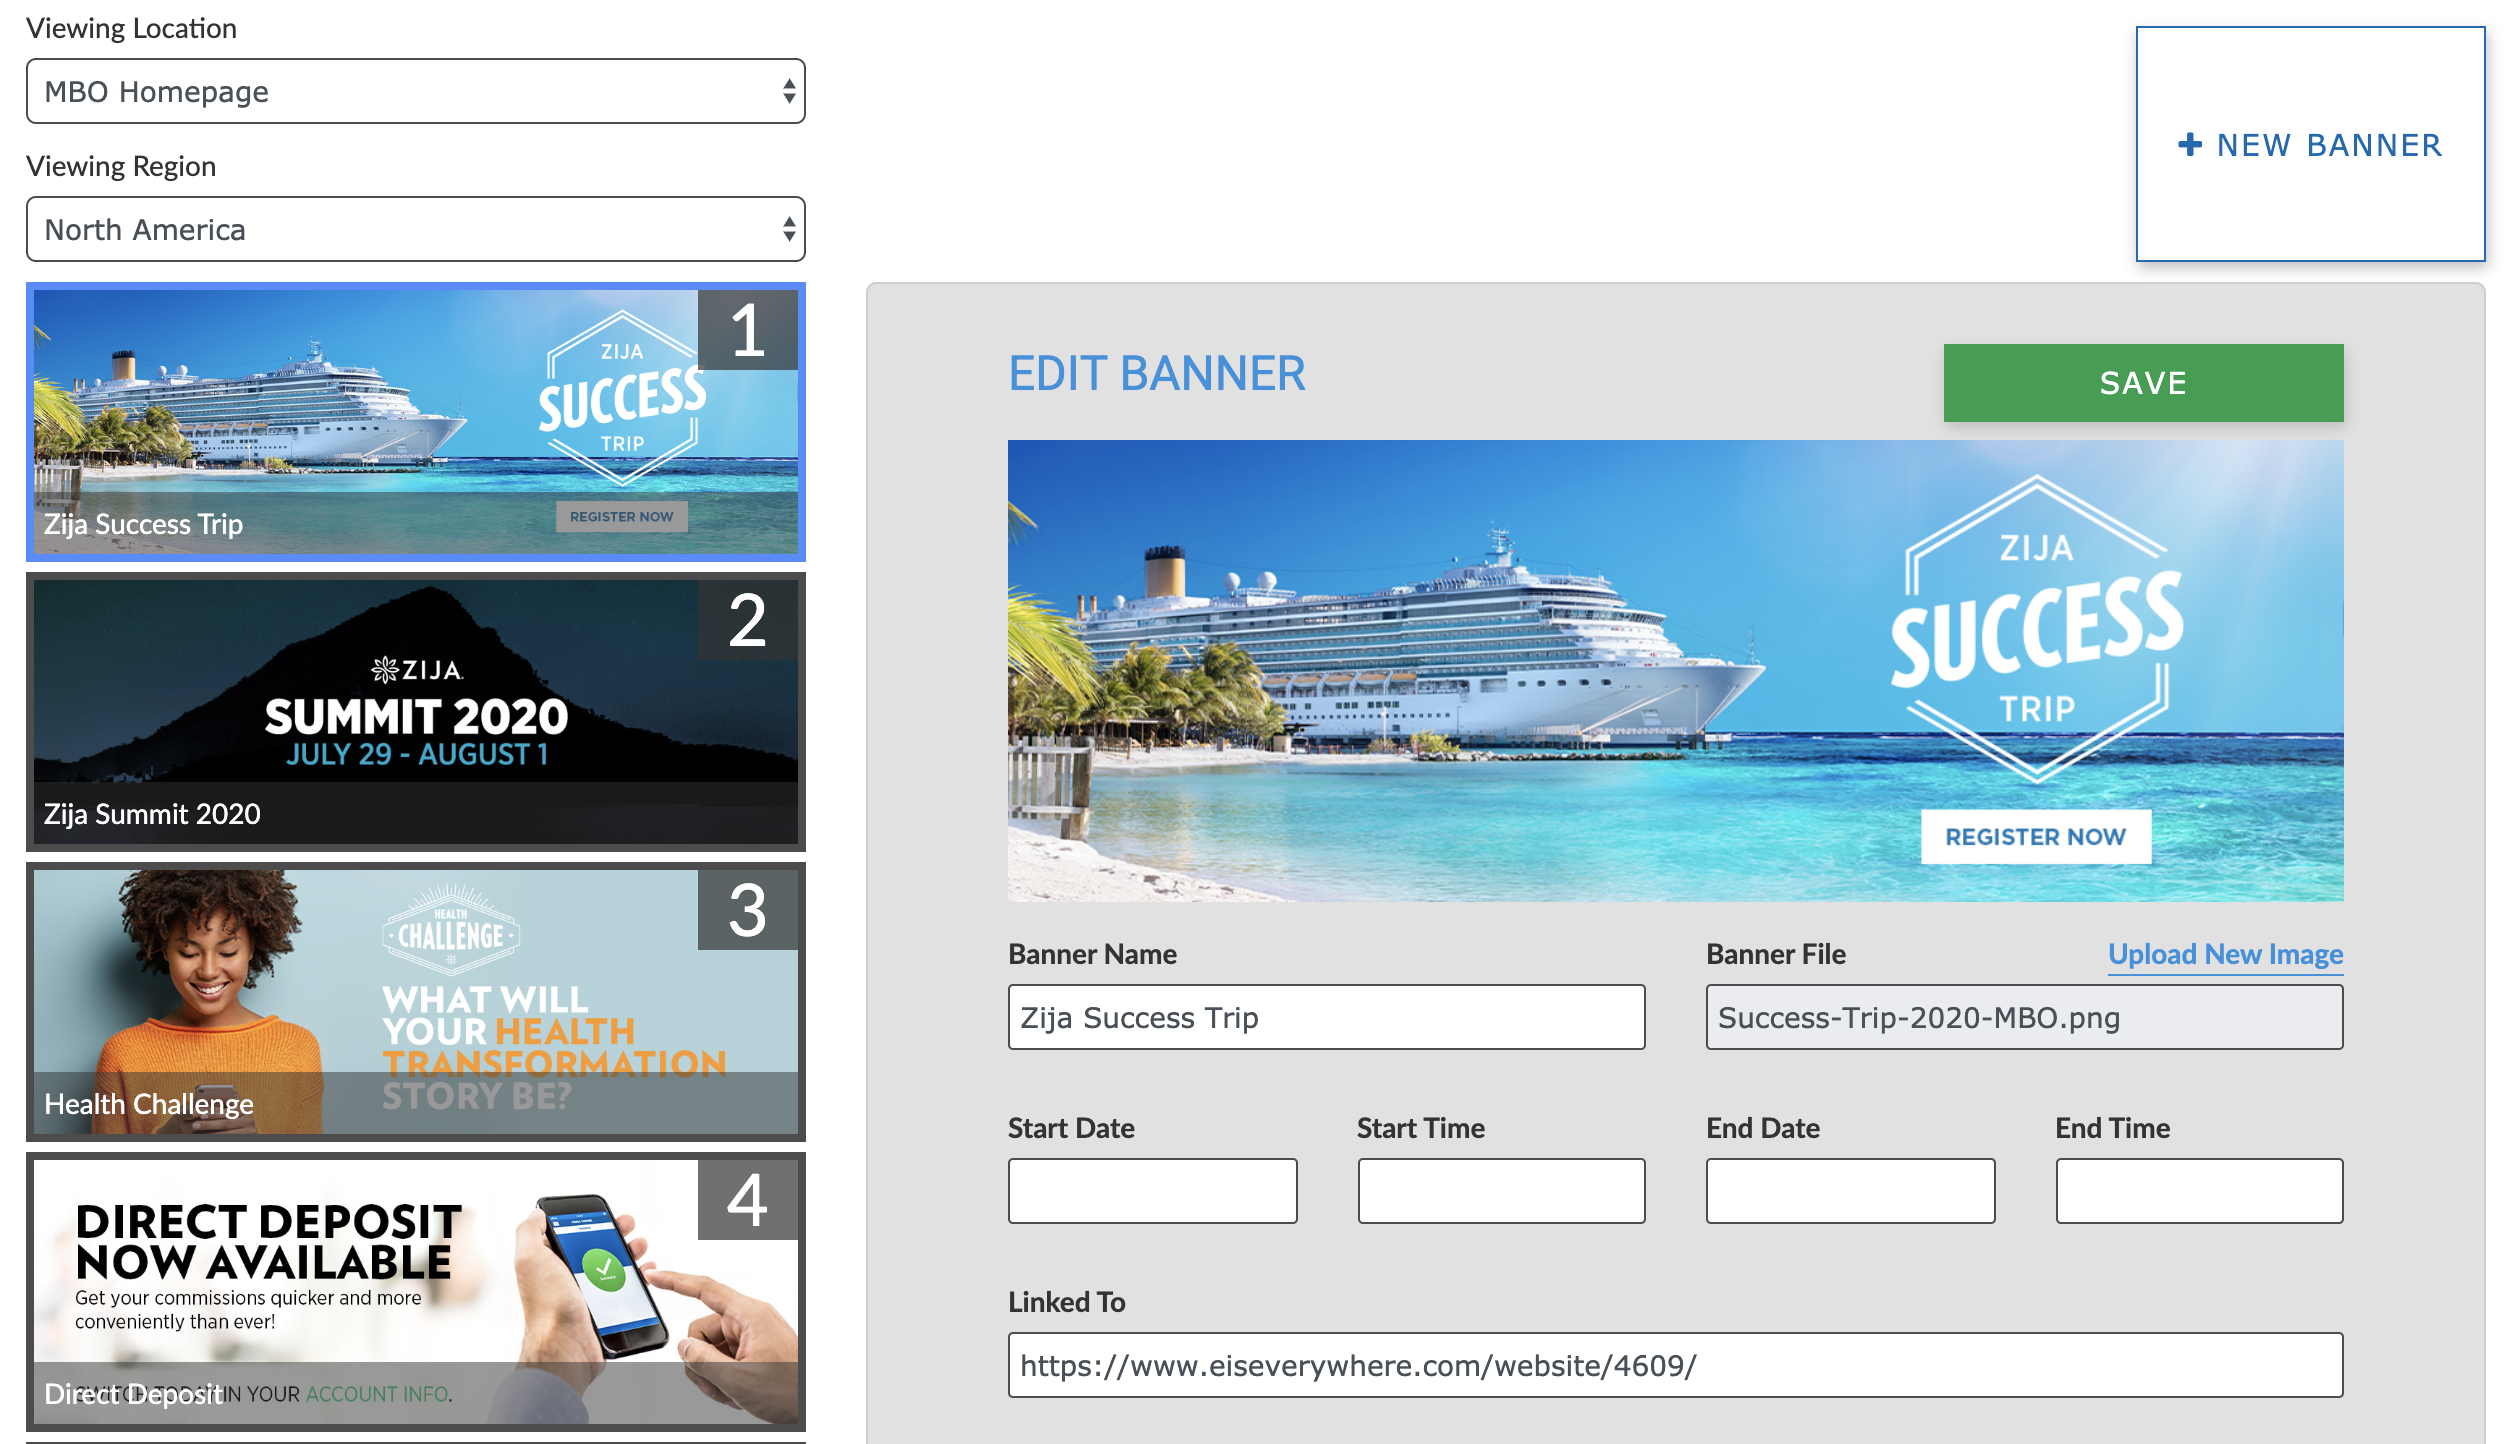 Viewing Location
MBO Homepage
Viewing Region
North America
+ NEW BANNER
1
ZIJA
SUCCESS
TRIP
REGISTER NOW
Zija Success Trip
2
ZIJA
SUMMIT 2020
JULY 29 - AUGUST 1
Zija Summit 2020
3
HEALTH
CHALLENGE
WHAT WILL
YOUR HEALTH
TRANSFORMATION
STORY BE?
Health Challenge
4
DIRECT DEPOSIT
NOW AVAILABLE
Get your commissions quicker and more
conveniently than ever!
SWITCH TODAY IN YOUR ACCOUNT INFO.
Direct Deposit
EDIT BANNER
SAVE
ZIJA
SUCCESS
TRIP
REGISTER NOW
Banner Name
Zija Success Trip
Banner File
Upload New Image
Success-Trip-2020-MBO.png
Start Date
Start Time
End Date
End Time
Linked To
https://www.eiseverywhere.com/website/4609/